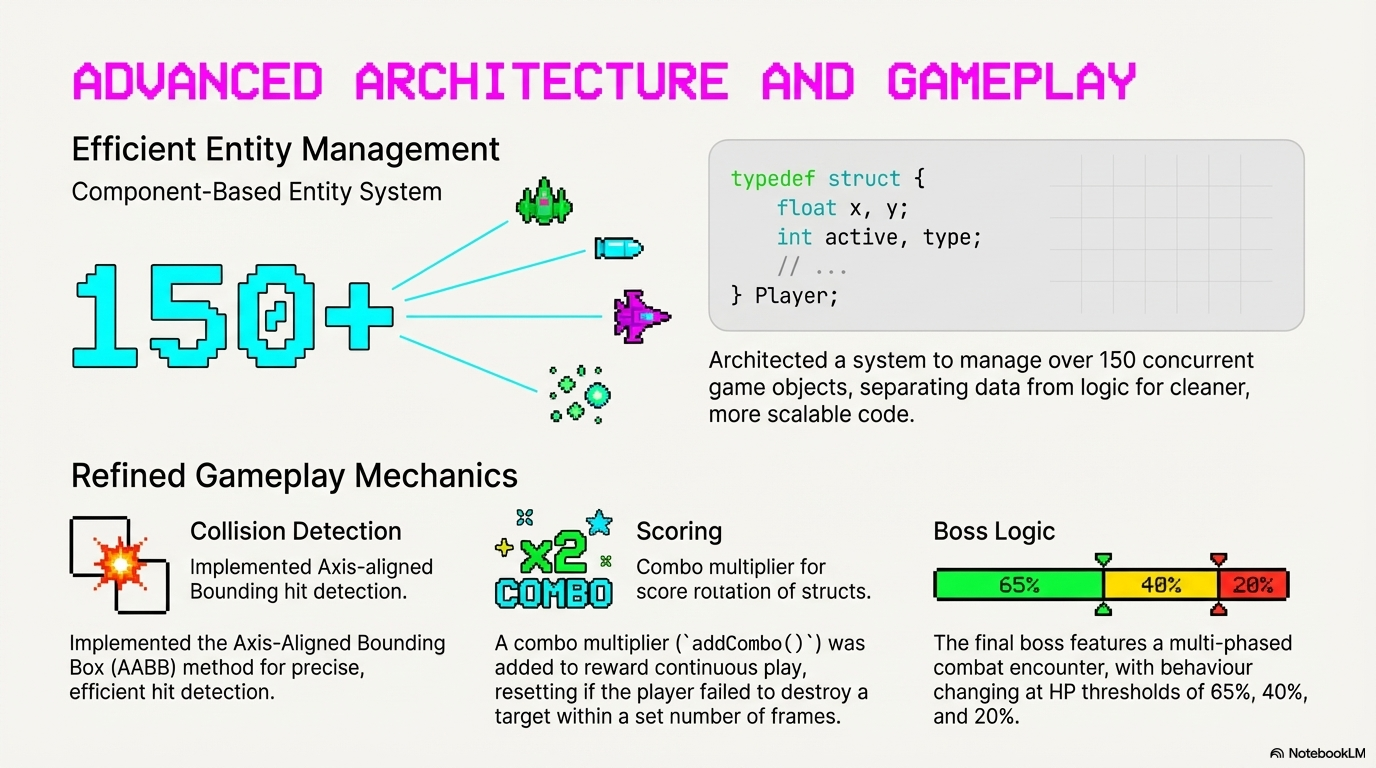 ADVANCED ARCHITECTURE AND GAMEPLAY
Efficient Entity Management
Component-Based Entity System
150+
typedef struct {
float x, y;
int active, type;
// ...
} Player;
Architected a system to manage over 150 concurrent
game objects, separating data from logic for cleaner,
more scalable code.
Refined Gameplay Mechanics
Collision Detection
Implemented Axis-aligned
Bounding hit detection.
Implemented the Axis-Aligned Bounding
Box (AABB) method for precise,
efficient hit detection.
x2
COMBO
Scoring
Combo multiplier for
score of structs.
A combo multiplier (`addCombo()`) was
added to reward continuous play,
resetting if the player failed to destroy a
target within a set number of frames.
Boss Logic
65% 40% 20%
The final boss features a multi-phased
combat encounter, with behaviour
changing at HP thresholds of 65%, 40%,
and 20%.
NotebookLM